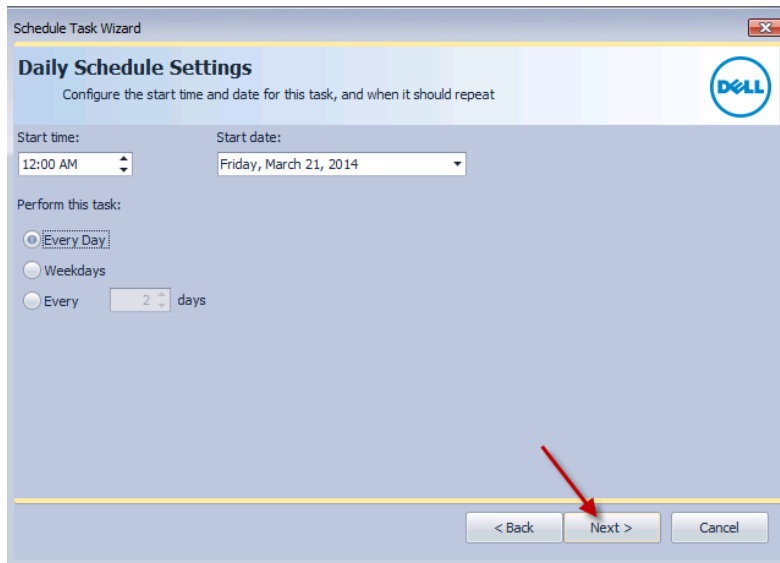 Schedule Task Wizard
Daily Schedule Settings
Configure the start time and date for this task, and when it should repeat
DELL
Start time:
Start date:
12:00 AM
Friday, March 21, 2014
Perform this task:
Every Day
Weekdays
Every 2 days
< Back
Next >
Cancel